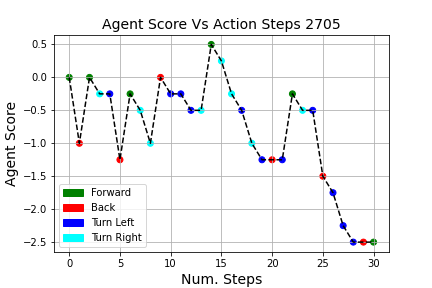 Agent Score Vs Action Steps 2705
Agent Score
0.5
0.0
−0.5
−1.0
−1.5
−2.0
−2.5
Forward
Back
Turn Left
Turn Right
0 5 10 15 20 25 30
Num. Steps